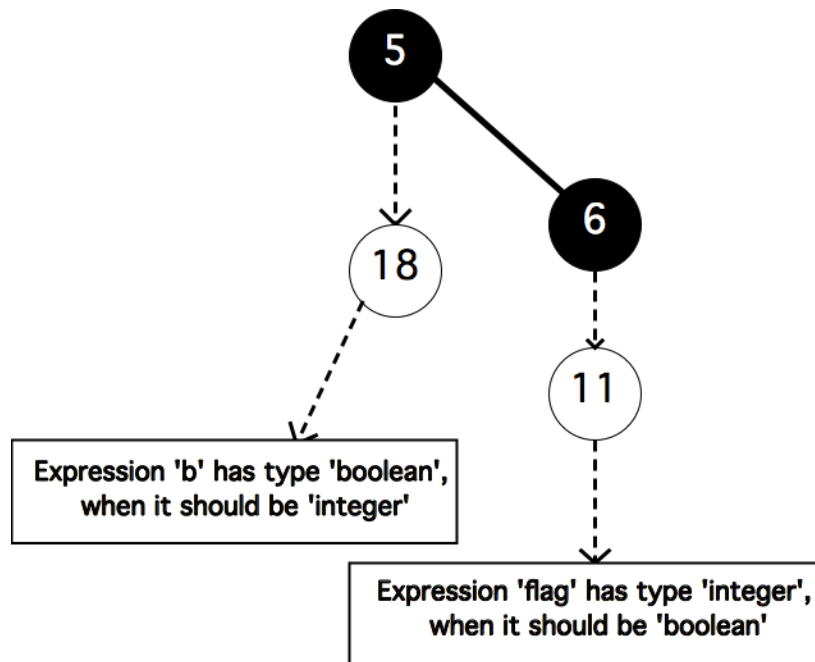 5
6
18
11
Expression 'b' has type 'boolean',
when it should be 'integer'
Expression 'flag' has type 'integer',
when it should be 'boolean'